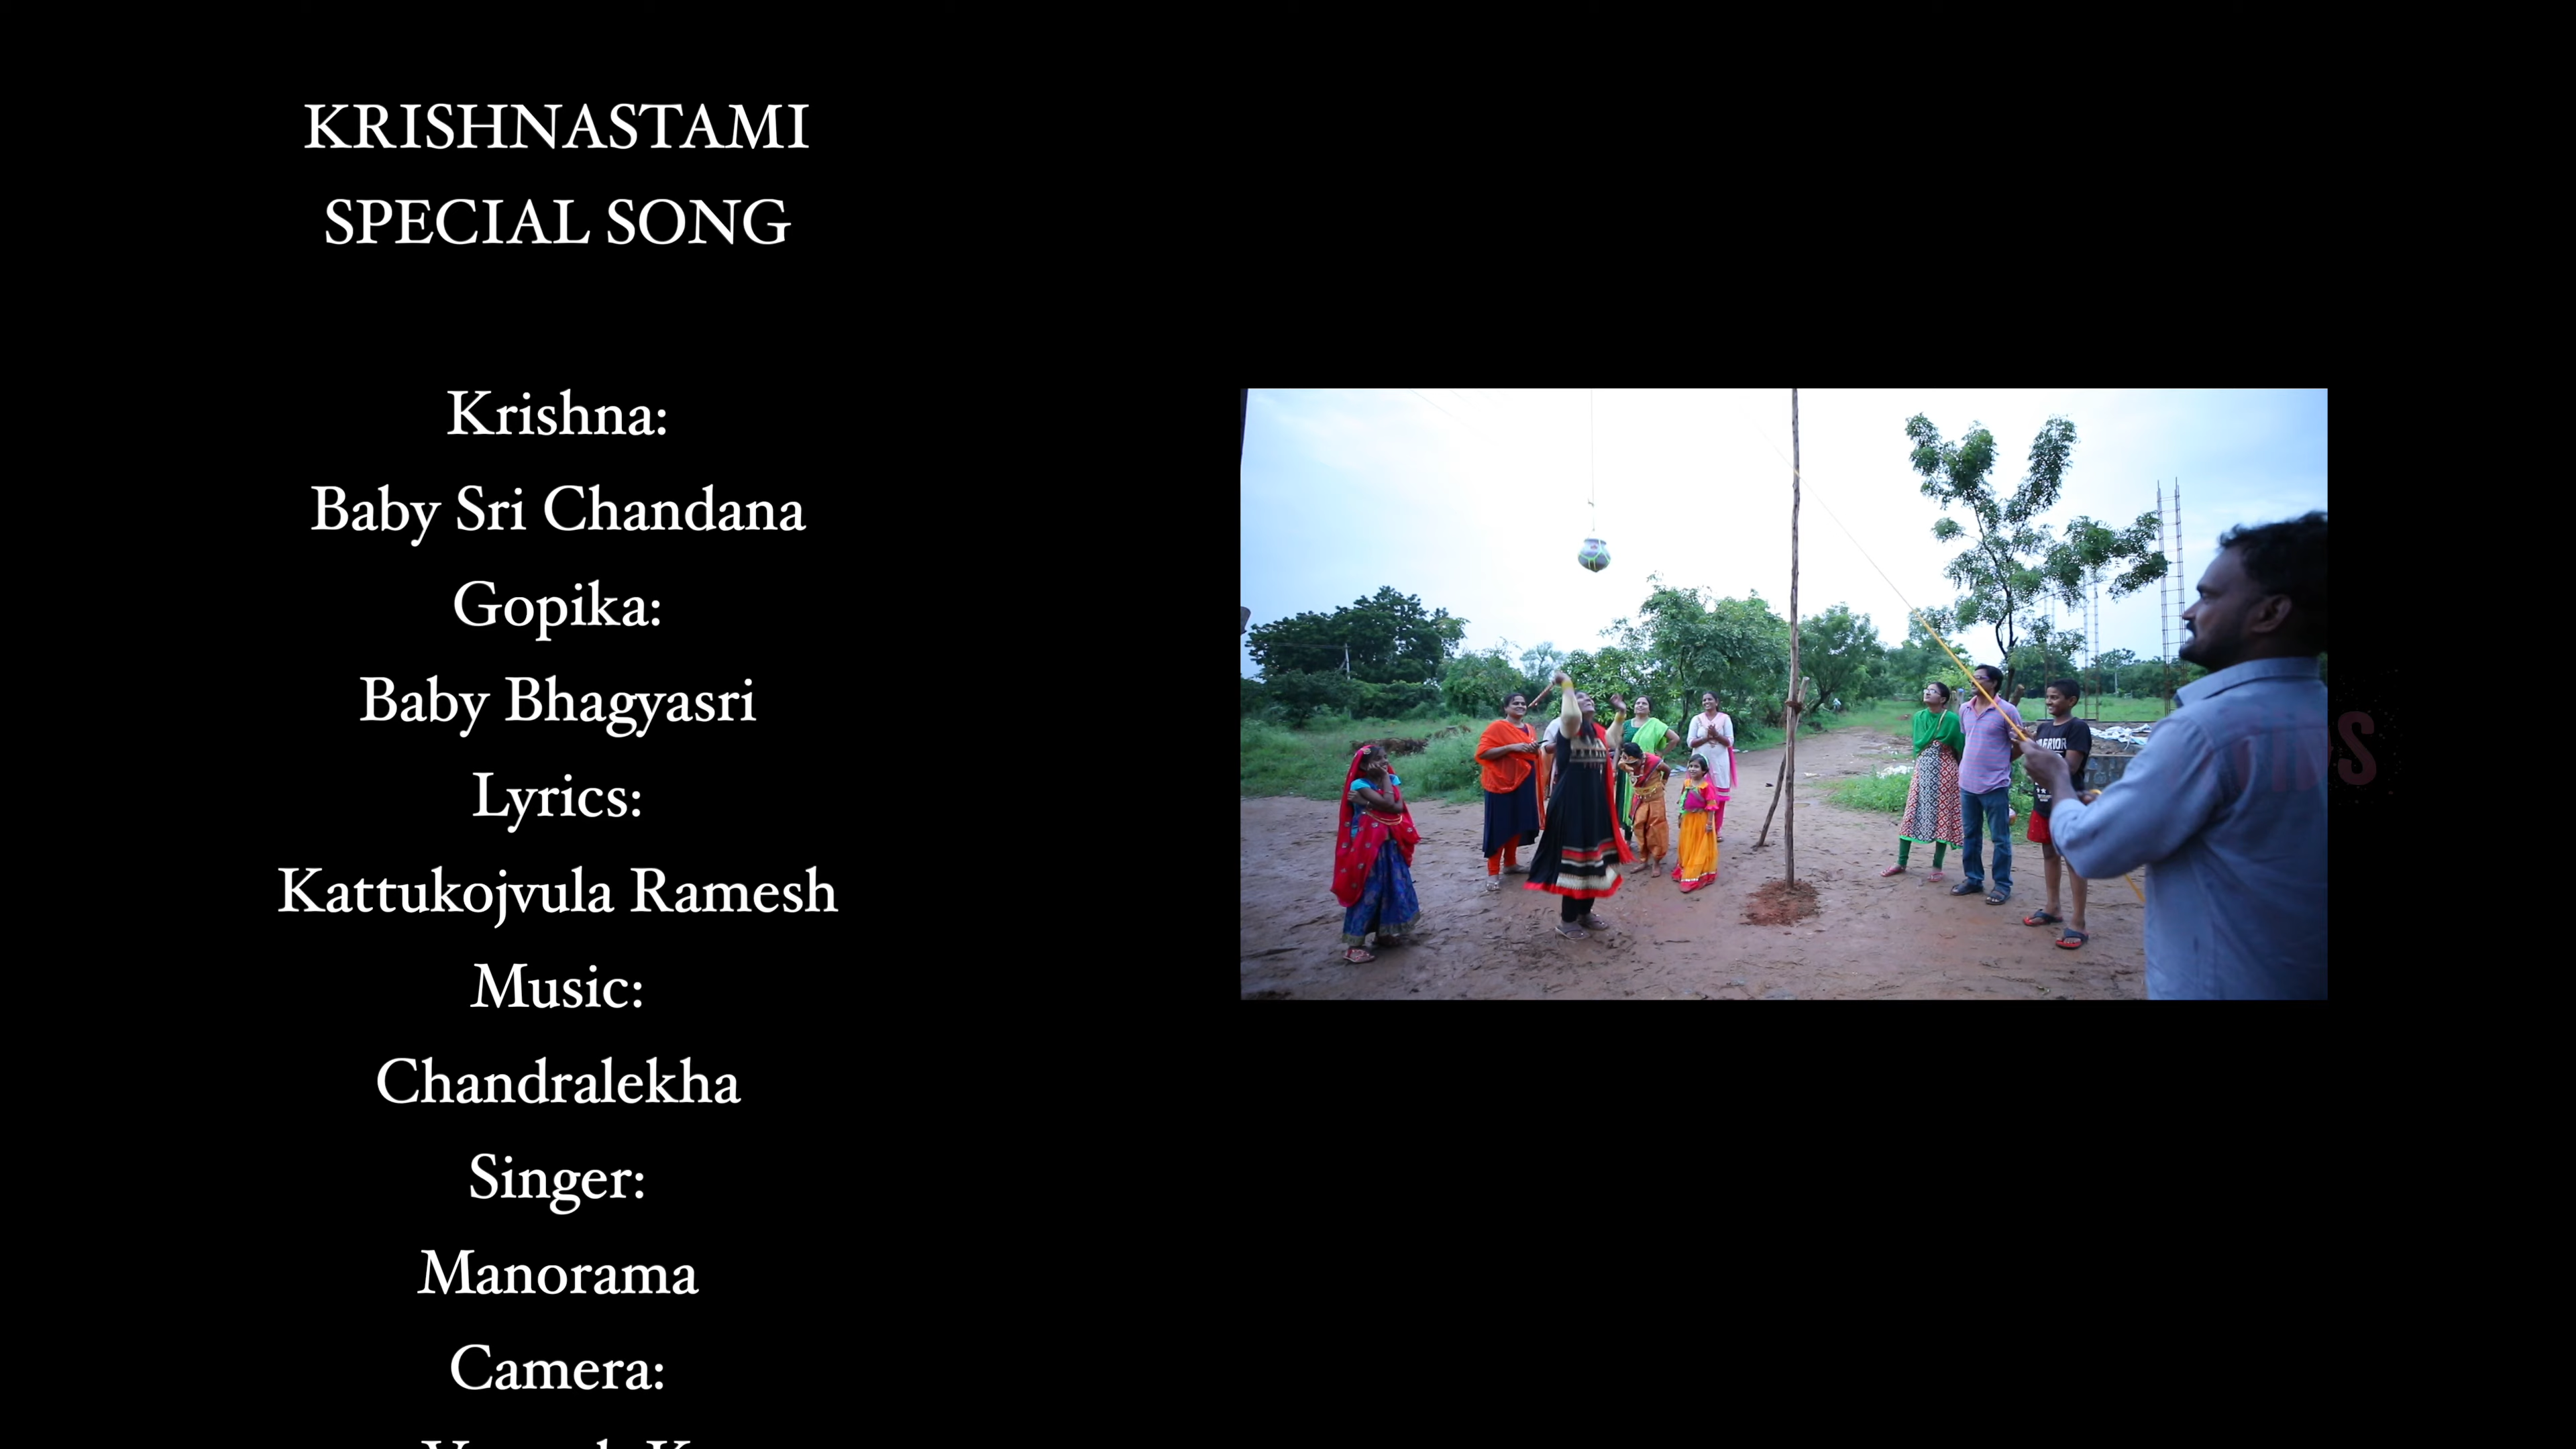 KRISHNASTAMI
SPECIAL SONG
Krishna:
Baby Sri Chandana
Gopika:
Baby Bhagyasri
Lyrics:
Kattukojvula Ramesh
Music:
Chandralekha
Singer:
Manorama
Camera: